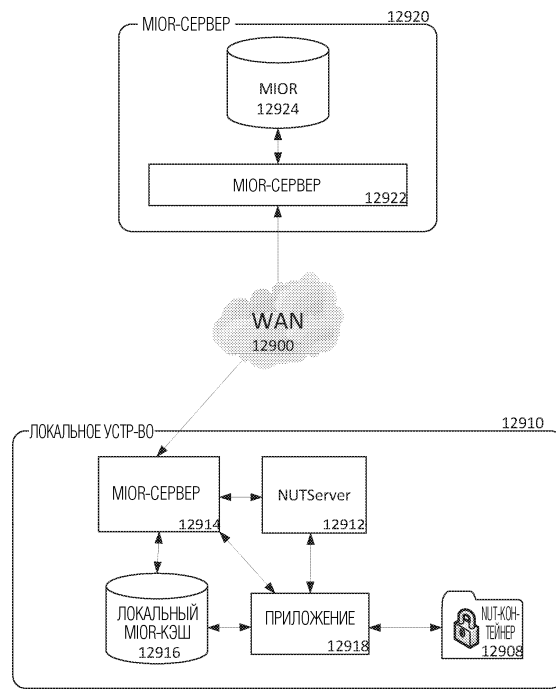 MIOR-СЕРВЕР
12920
MIOR
12924
MIOR-СЕРВЕР
12922
WAN
12900
ЛОКАЛЬНОЕ УСТР-ВО
12910
MIOR-СЕРВЕР
12914
NUTServer
12912
ЛОКАЛЬНЫЙ
MIOR-КЭШ
12916
ПРИЛОЖЕНИЕ
12918
NUT-КОН-
ТЕЙНЕР
12908